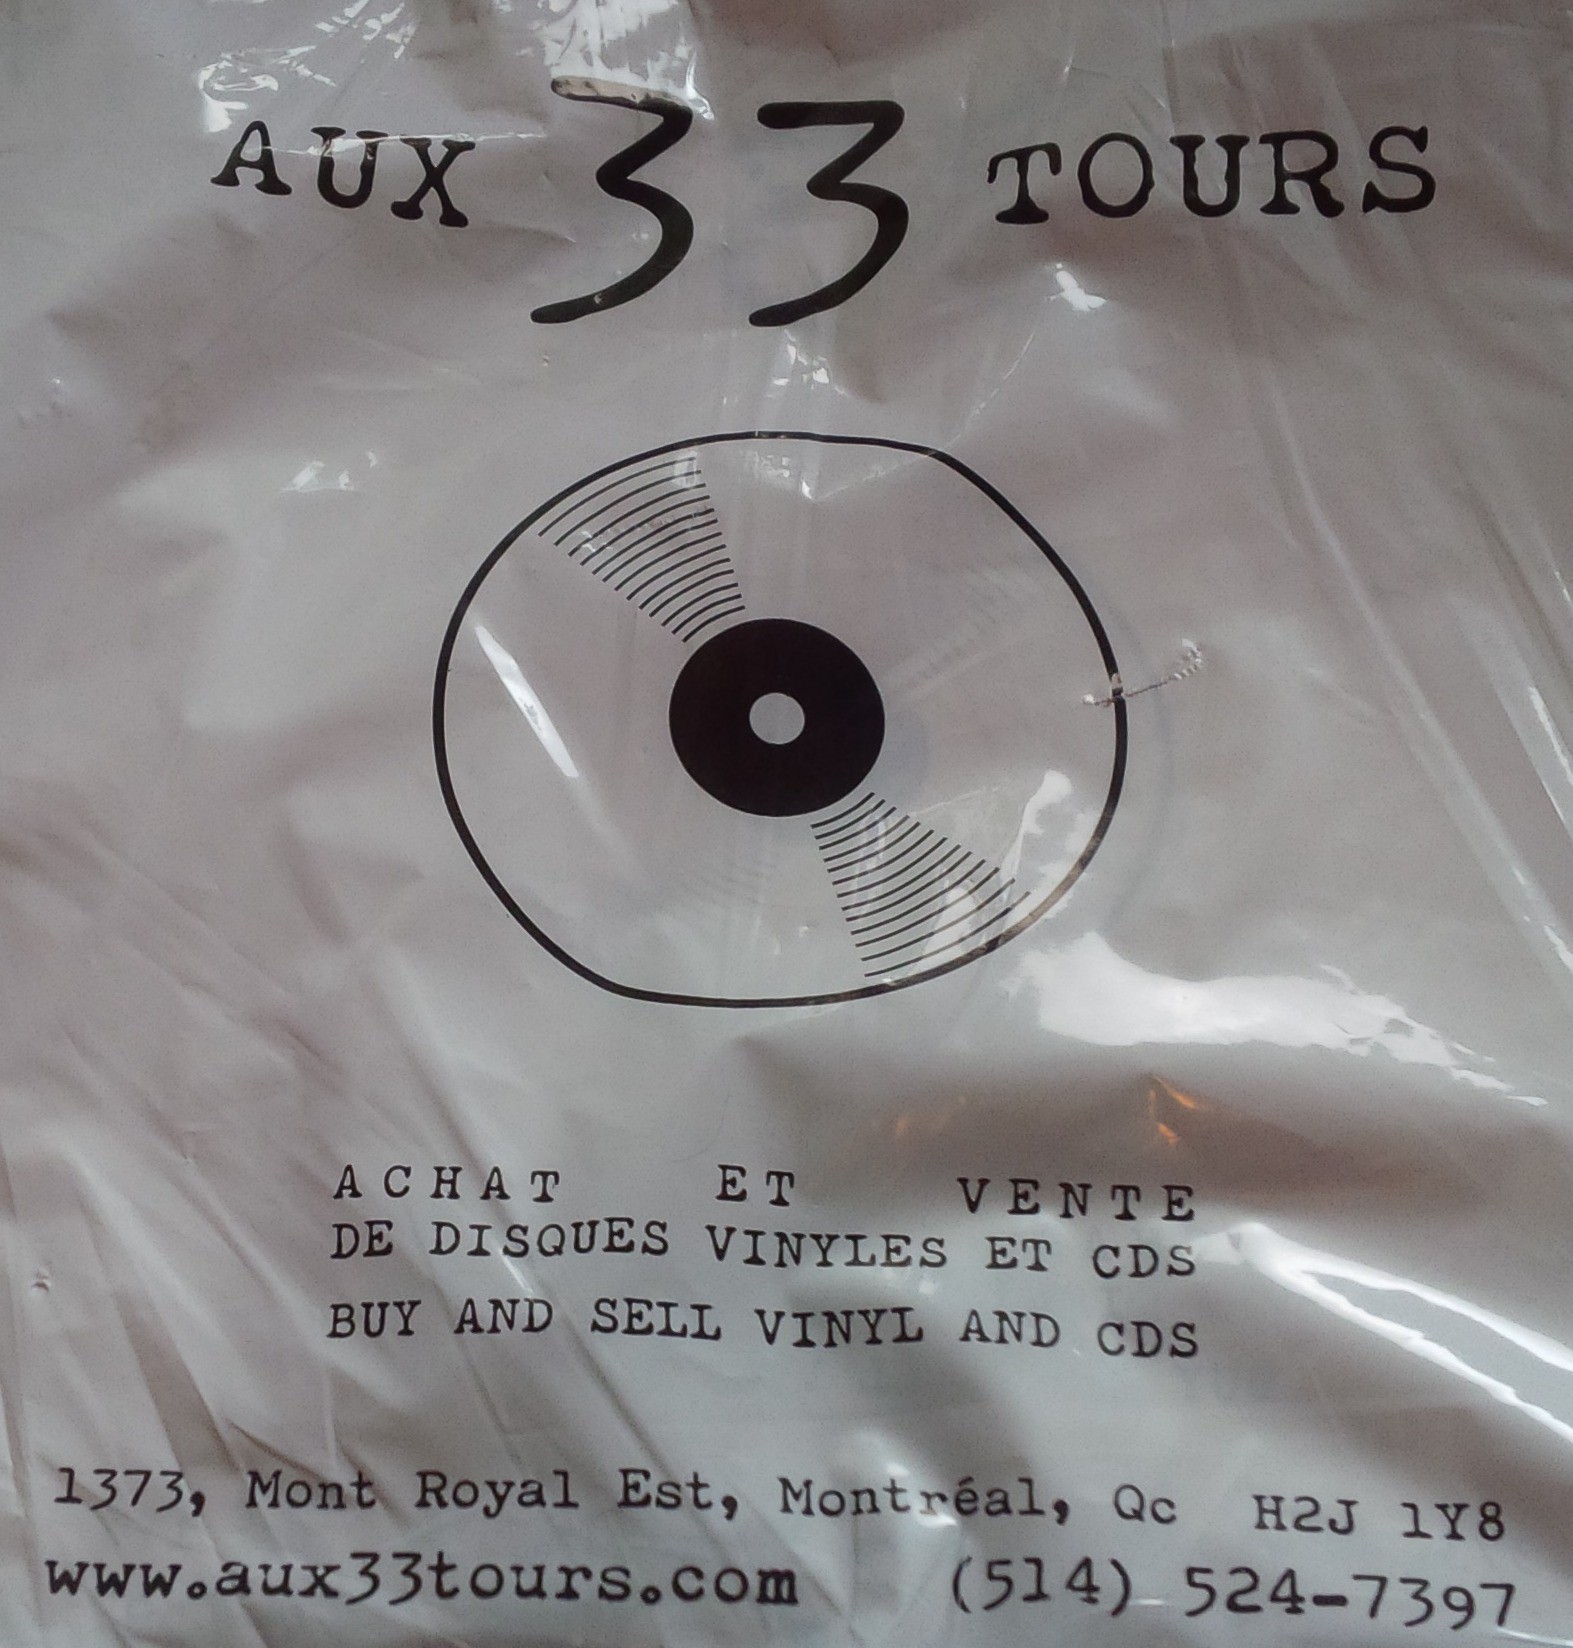 AUX 33 TOURS
ACHAT ET VENTE
DE DISQUES VINYLES ET CDS
BUY AND SELL VINYL AND CDS
1373, Mont Royal Est, Montréal, Qc H2J 1Y8
www.aux33tours.com (514) 524-7397